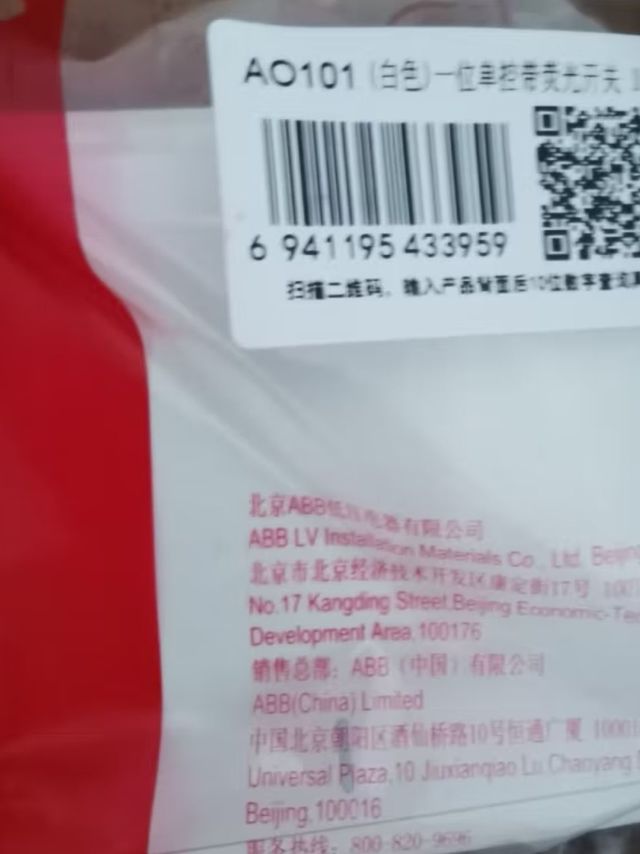 AO101 (白色)一位单控带荧光开关
6 941195 433959
扫描二维码，输入产品背面后10位数字查询真
北京ABB低压电器有限公司
ABB LV Installation Materials Co., Ltd. Beijing
北京市北京经济技术开发区康定街17号
No.17 Kangding Street,Beijing Economic-Tec
Development Area,100176
销售总部：ABB（中国）有限公司
ABB(China) Limited
中国北京朝阳区酒仙桥路10号恒通广厦
Universal Plaza,10 Jiuxianqiao Lu,Chaoyang
Beijing,100016
服务热线：800-820-9696